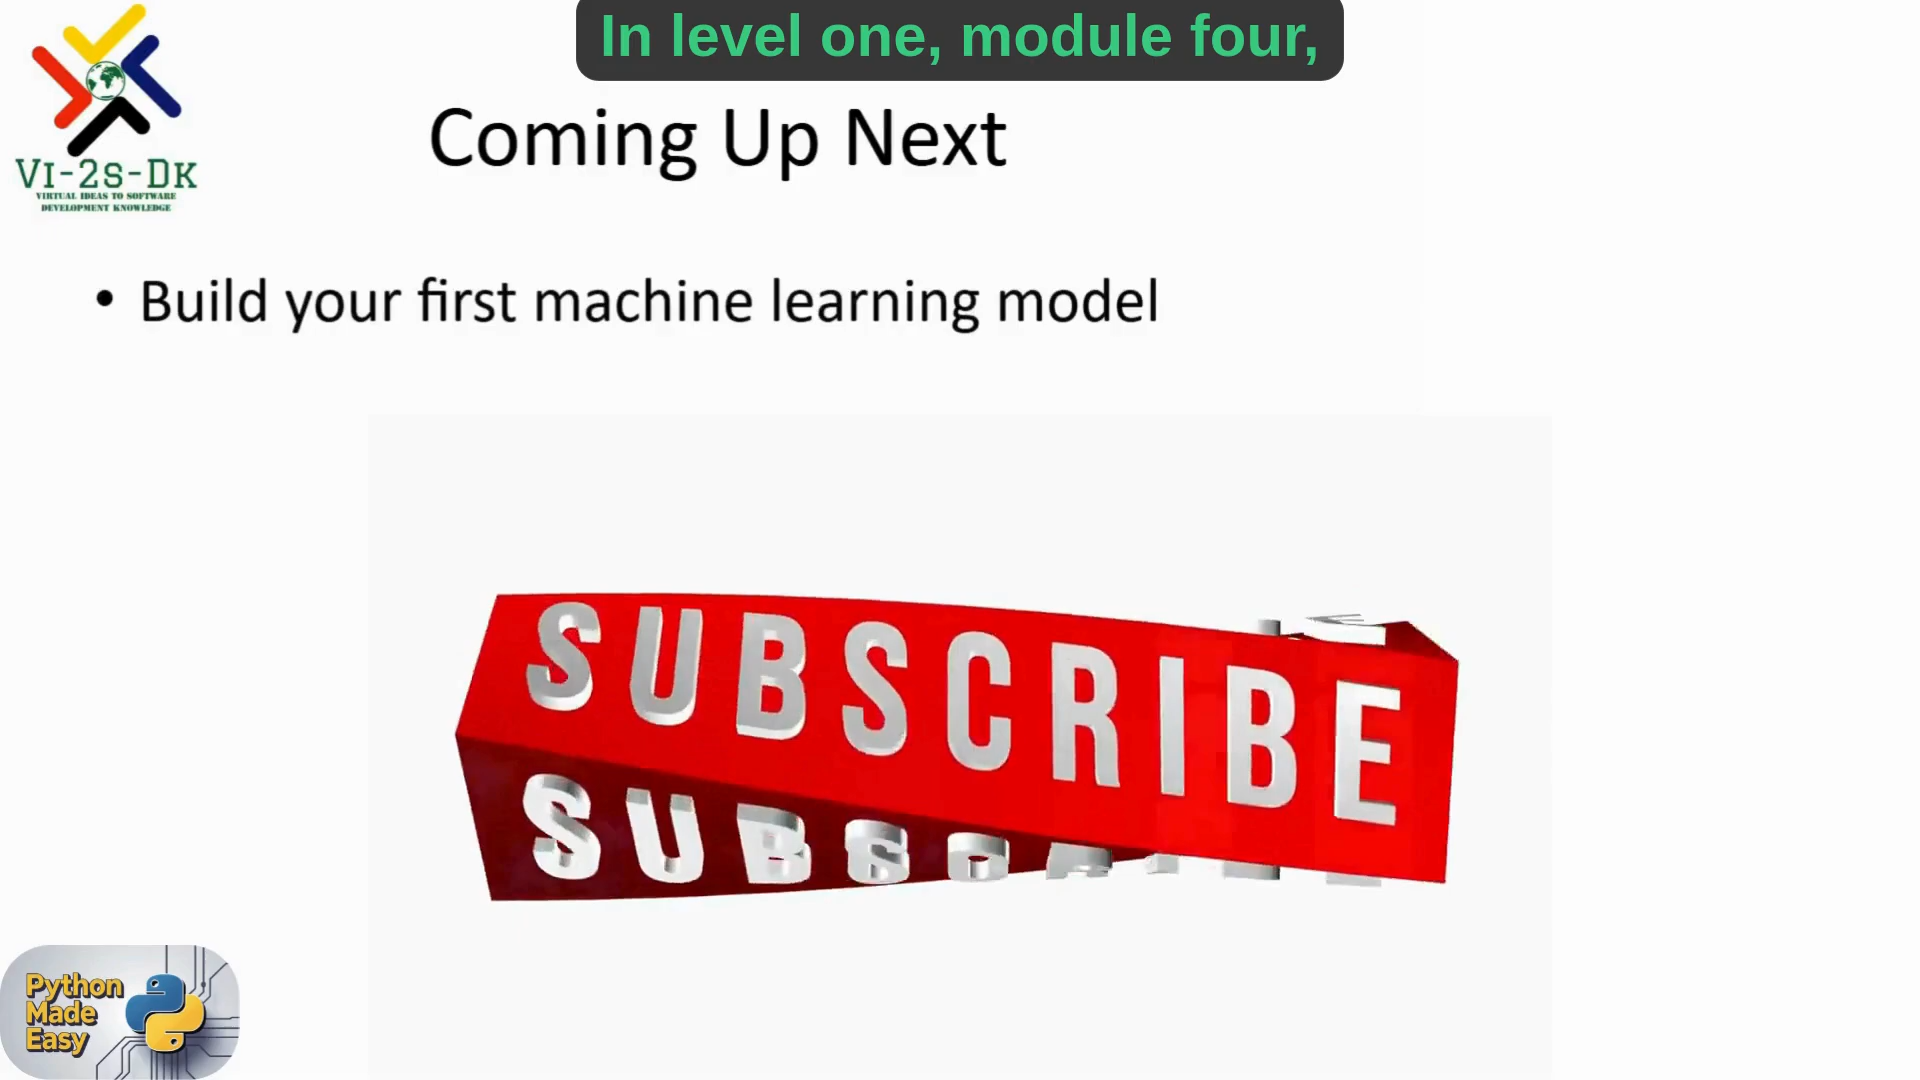 In level one, module four,
VI-2S-DK
VIRTUAL IDEAS TO SOFTWARE
DEVELOPMENT KNOWLEDGE
Coming Up Next
• Build your first machine learning model
SUBSCRIBE
Python
Made
Easy